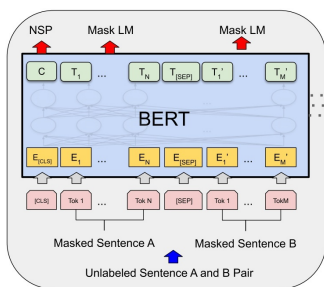 NSP Mask LM Mask LM
C T1 ... TN T[SEP] T1' ... TM'
BERT
E[CLS] E1 ... EN E[SEP] E1' ... EM'
[CLS] Tok 1 ... Tok N [SEP] Tok 1 ... TokM
Masked Sentence A Masked Sentence B
Unlabeled Sentence A and B Pair